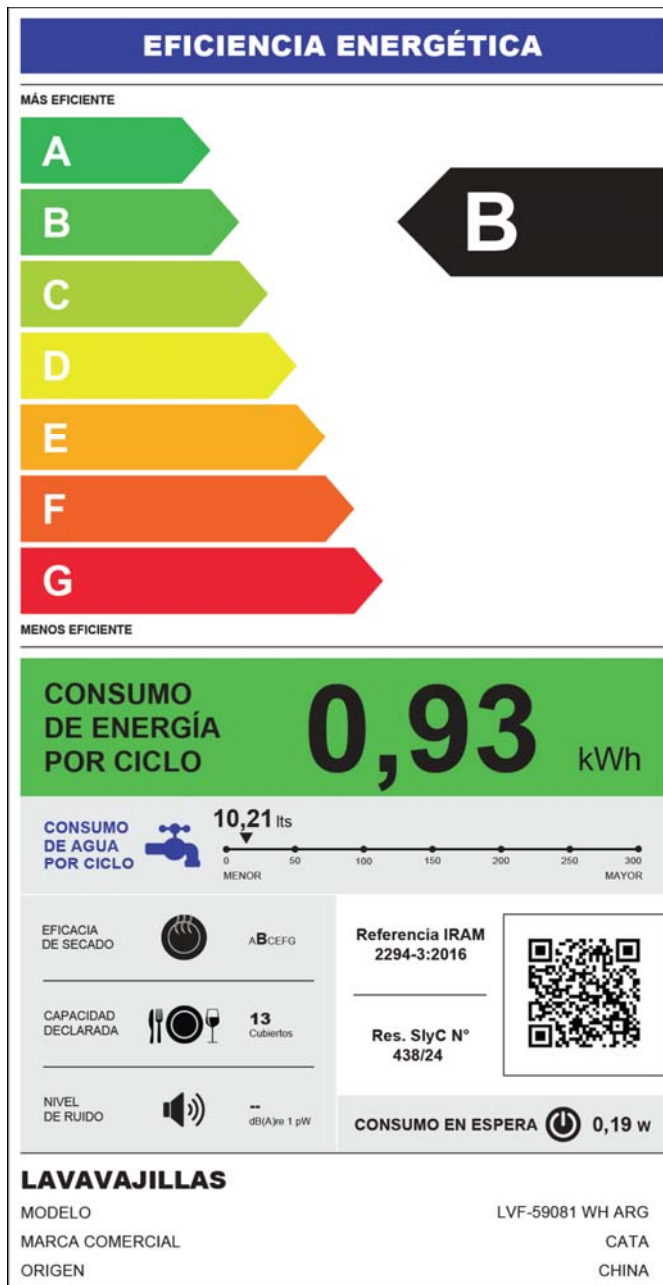 EFICIENCIA ENERGÉTICA
MÁS EFICIENTE
A
B
B
C
D
E
F
G
MENOS EFICIENTE
CONSUMO
DE ENERGÍA
POR CICLO
0,93 kWh
CONSUMO
DE AGUA
POR CICLO
10,21 lts
0 50 100 150 200 250 300
MENOR MAYOR
EFICACIA
DE SECADO
ABCEFG
CAPACIDAD
DECLARADA
13
Cubiertos
NIVEL
DE RUIDO
--
dB(A)re 1 pW
Referencia IRAM
2294-3:2016
Res. SIyC N°
438/24
CONSUMO EN ESPERA 0,19 W
LAVAVAJILLAS
MODELO LVF-59081 WH ARG
MARCA COMERCIAL CATA
ORIGEN CHINA